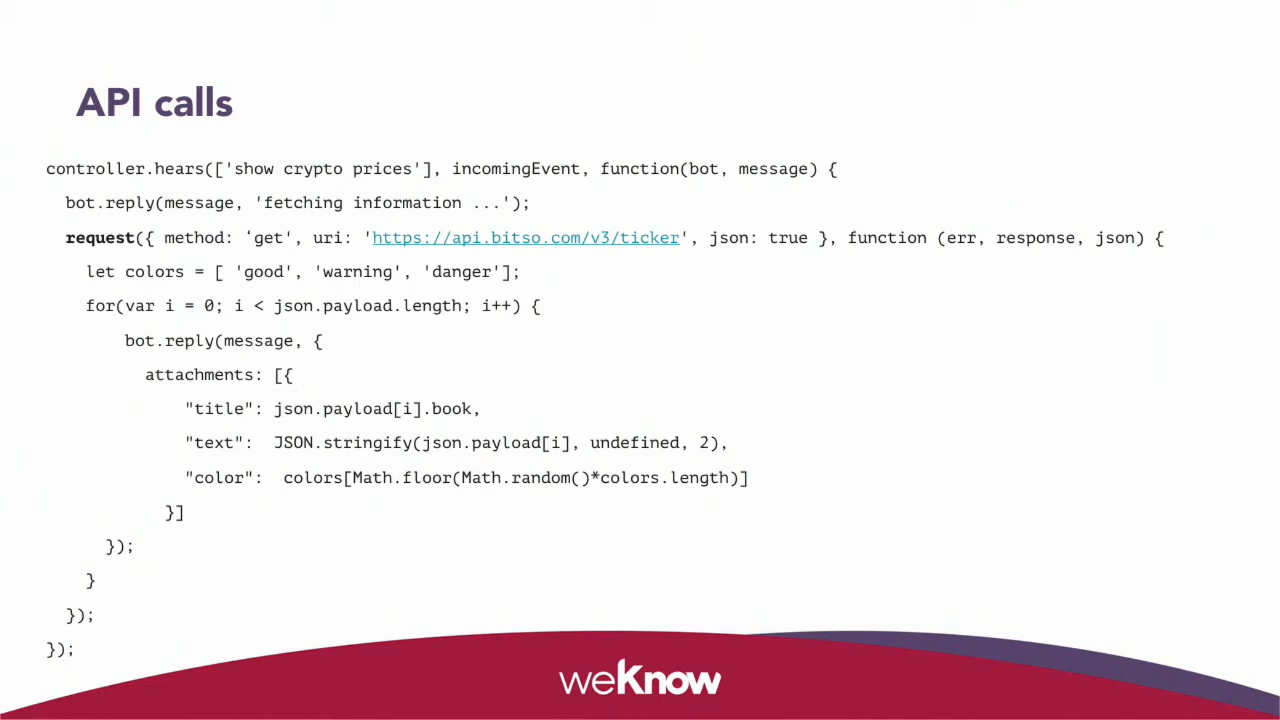 API calls
controller.hears(['show crypto prices'], incomingEvent, function(bot, message) {
bot.reply(message, 'fetching information ...');
request({ method: ‘get', uri: 'https://api.bitso.com/v3/ticker', json: true }, function (err, response, json) {
let colors = [ 'good', 'warning', 'danger'];
for(var i = 0; i < json.payload.length; i++) {
bot.reply(message, {
attachments: [{
"title": json.payload[i].book,
"text":  JSON.stringify(json.payload[i], undefined, 2),
"color":  colors[Math.floor(Math.random()*colors.length)]
}]
});
}
});
});
weKnow